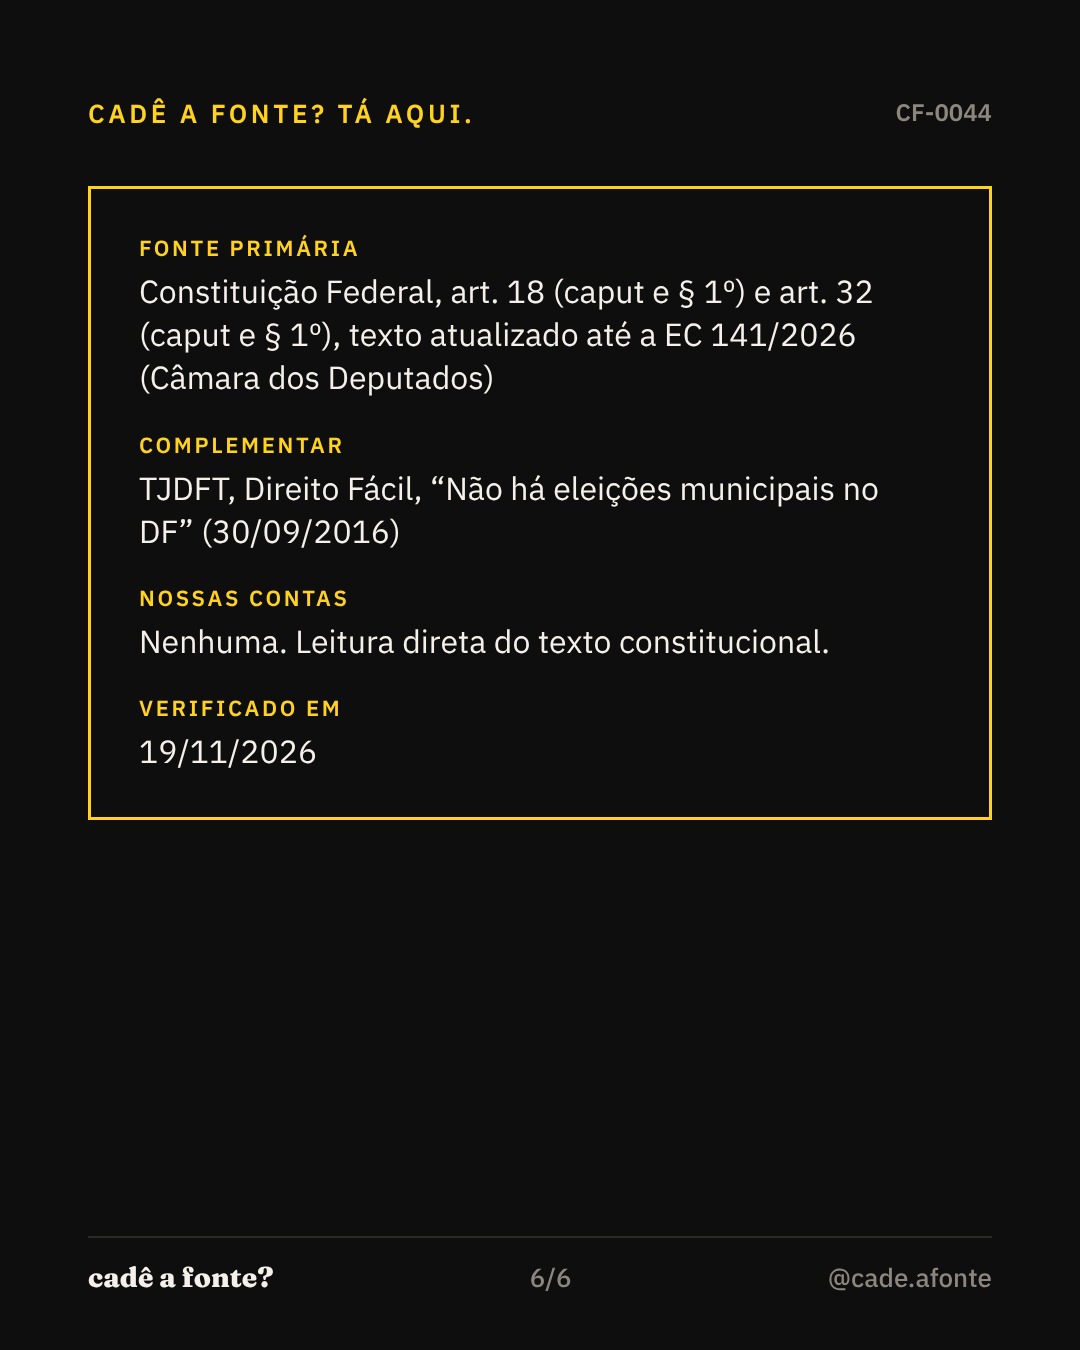 CADÊ A FONTE? TÁ AQUI.
CF-0044
FONTE PRIMÁRIA
Constituição Federal, art. 18 (caput e § 1º) e art. 32
(caput e § 1º), texto atualizado até a EC 141/2026
(Câmara dos Deputados)
COMPLEMENTAR
TJDFT, Direito Fácil, “Não há eleições municipais no
DF” (30/09/2016)
NOSSAS CONTAS
Nenhuma. Leitura direta do texto constitucional.
VERIFICADO EM
19/11/2026
cadê a fonte?
6/6
@cade.afonte